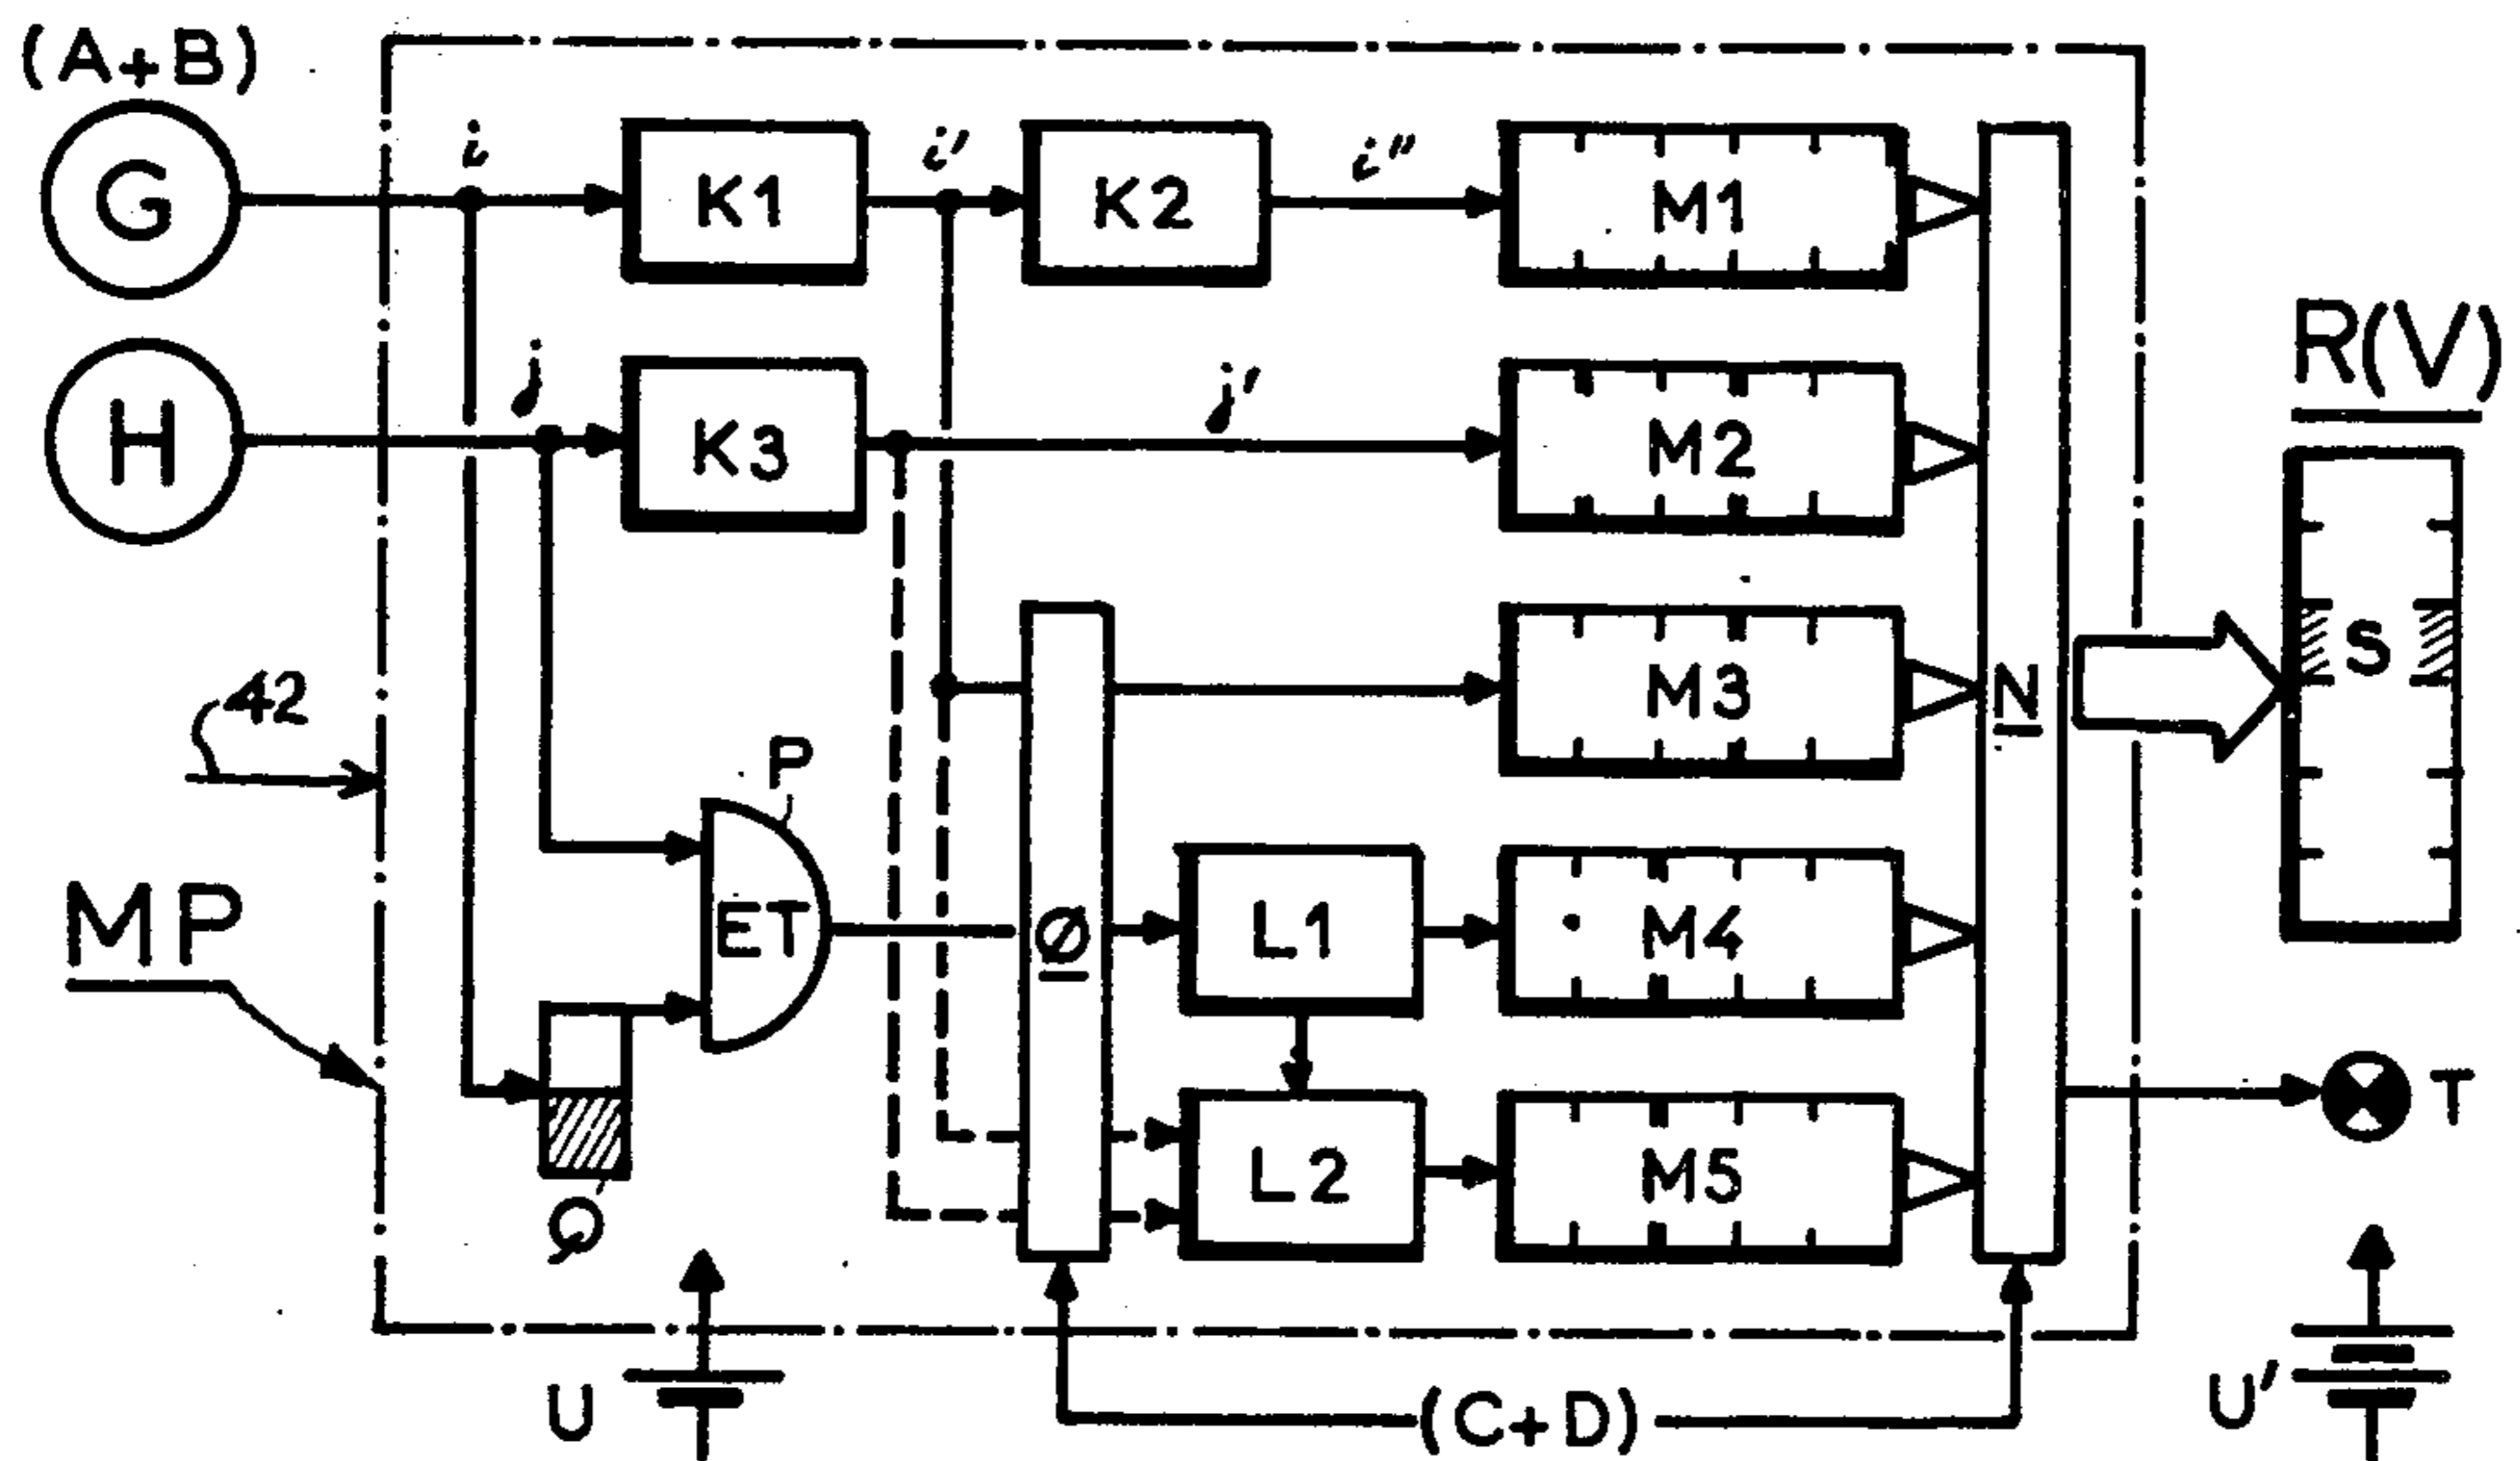 (A+B)
G
i
K1
i'
K2
i"
M1
H
j
K3
j'
M2
R(V)
42
M3
N
S
P
MP
ET
Ø
L1
M4
Q
L2
M5
T
U
(C+D)
U'